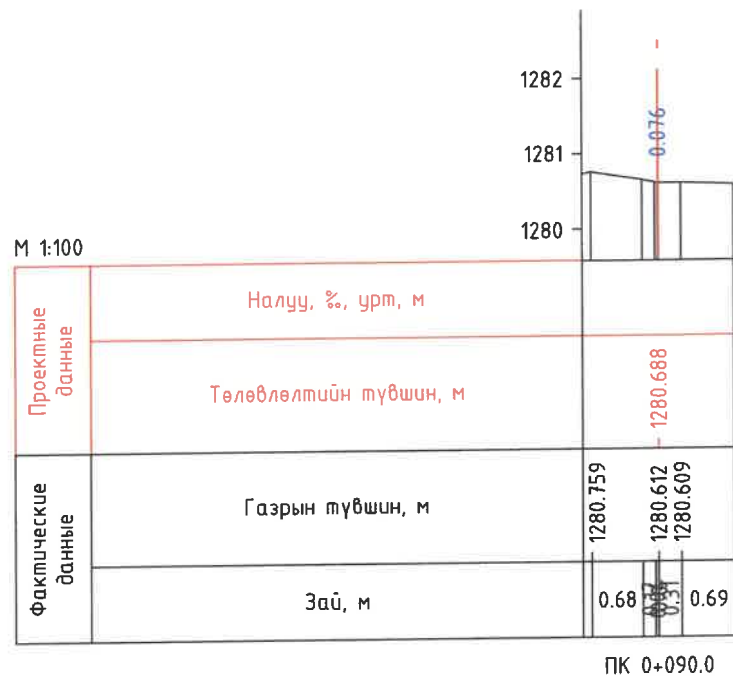 1282
1281
1280
0.076
М 1:100
Проектные
данные
Налуу, ‰, урт, м
Төлөвлөлтийн түвшин, м
1280.688
Фактические
данные
Газрын түвшин, м
1280.759
1280.612
1280.609
Зай, м
0.68
0.31
0.69
ПК 0+090.0